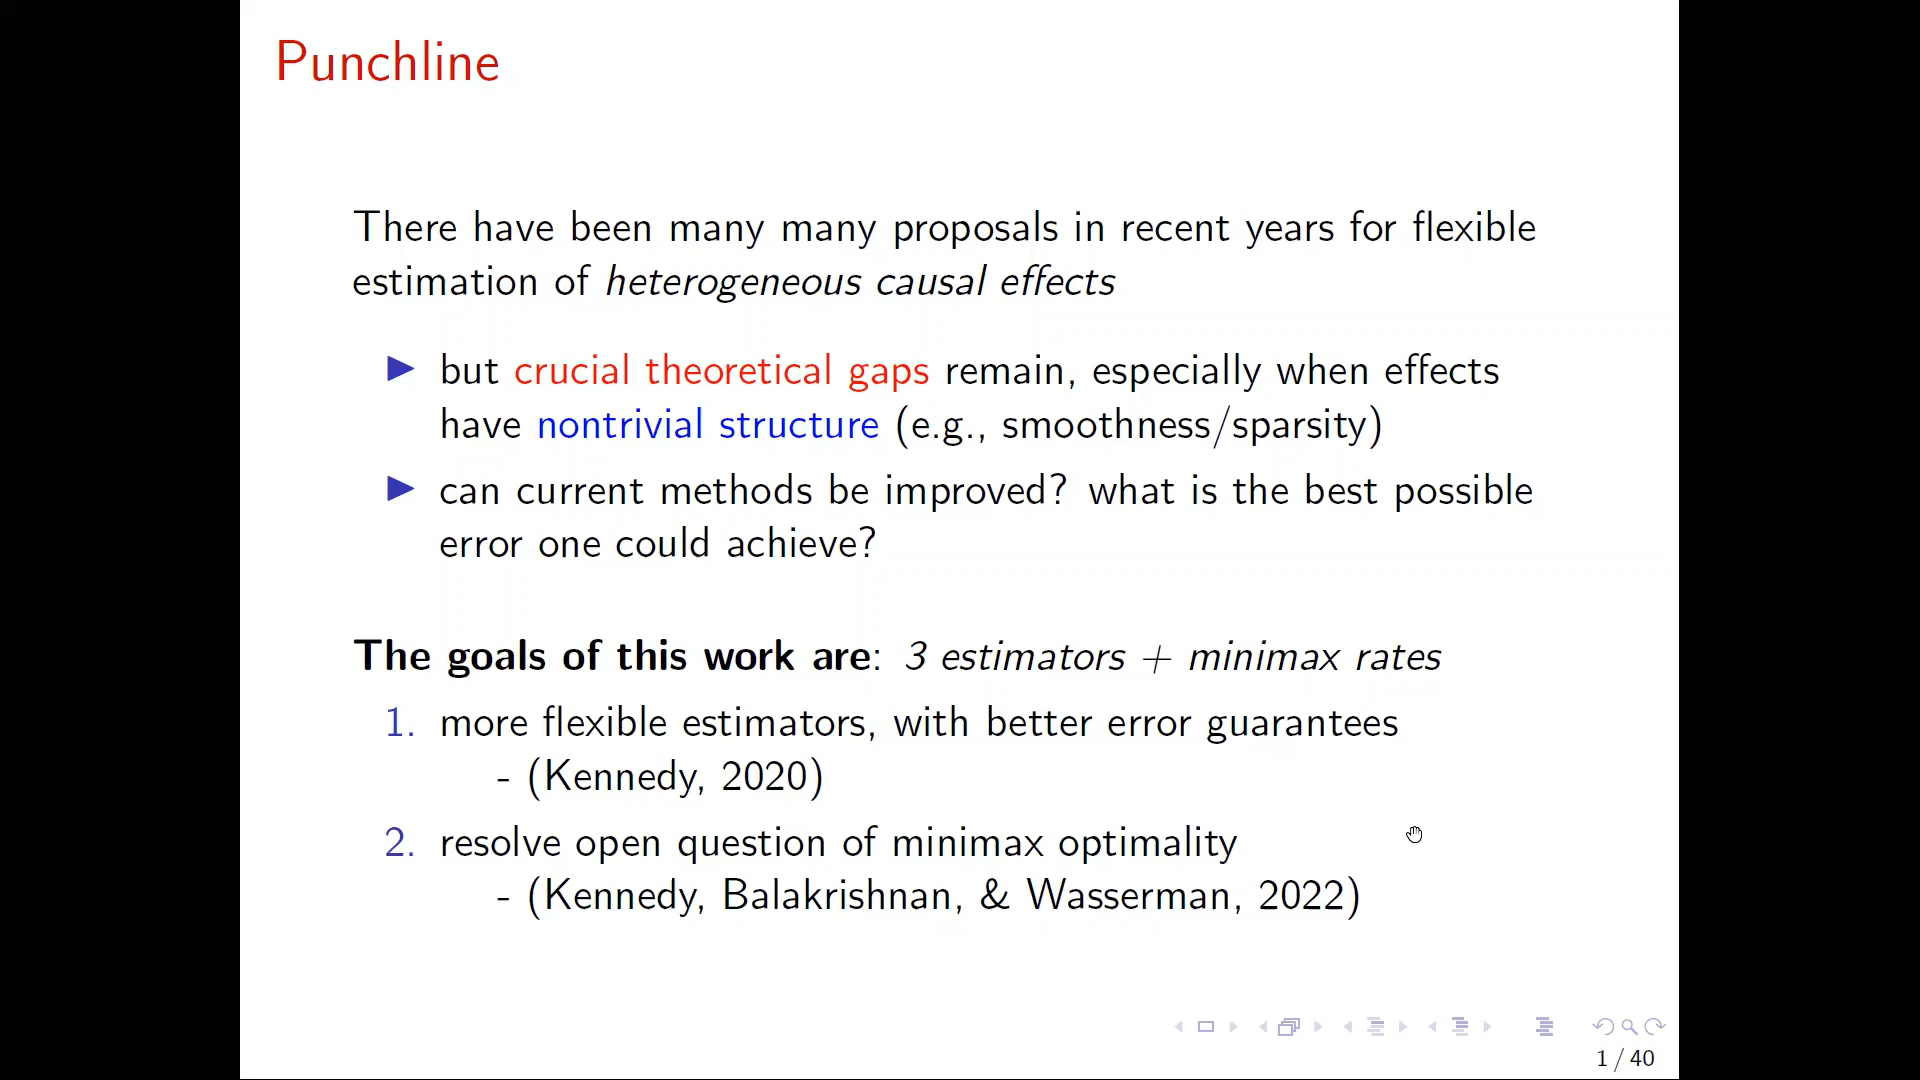 Punchline
There have been many many proposals in recent years for flexible
estimation of heterogeneous causal effects
▶ but crucial theoretical gaps remain, especially when effects
have nontrivial structure (e.g., smoothness/sparsity)
▶ can current methods be improved? what is the best possible
error one could achieve?
The goals of this work are: 3 estimators + minimax rates
1. more flexible estimators, with better error guarantees
- (Kennedy, 2020)
2. resolve open question of minimax optimality
- (Kennedy, Balakrishnan, & Wasserman, 2022)
1 / 40